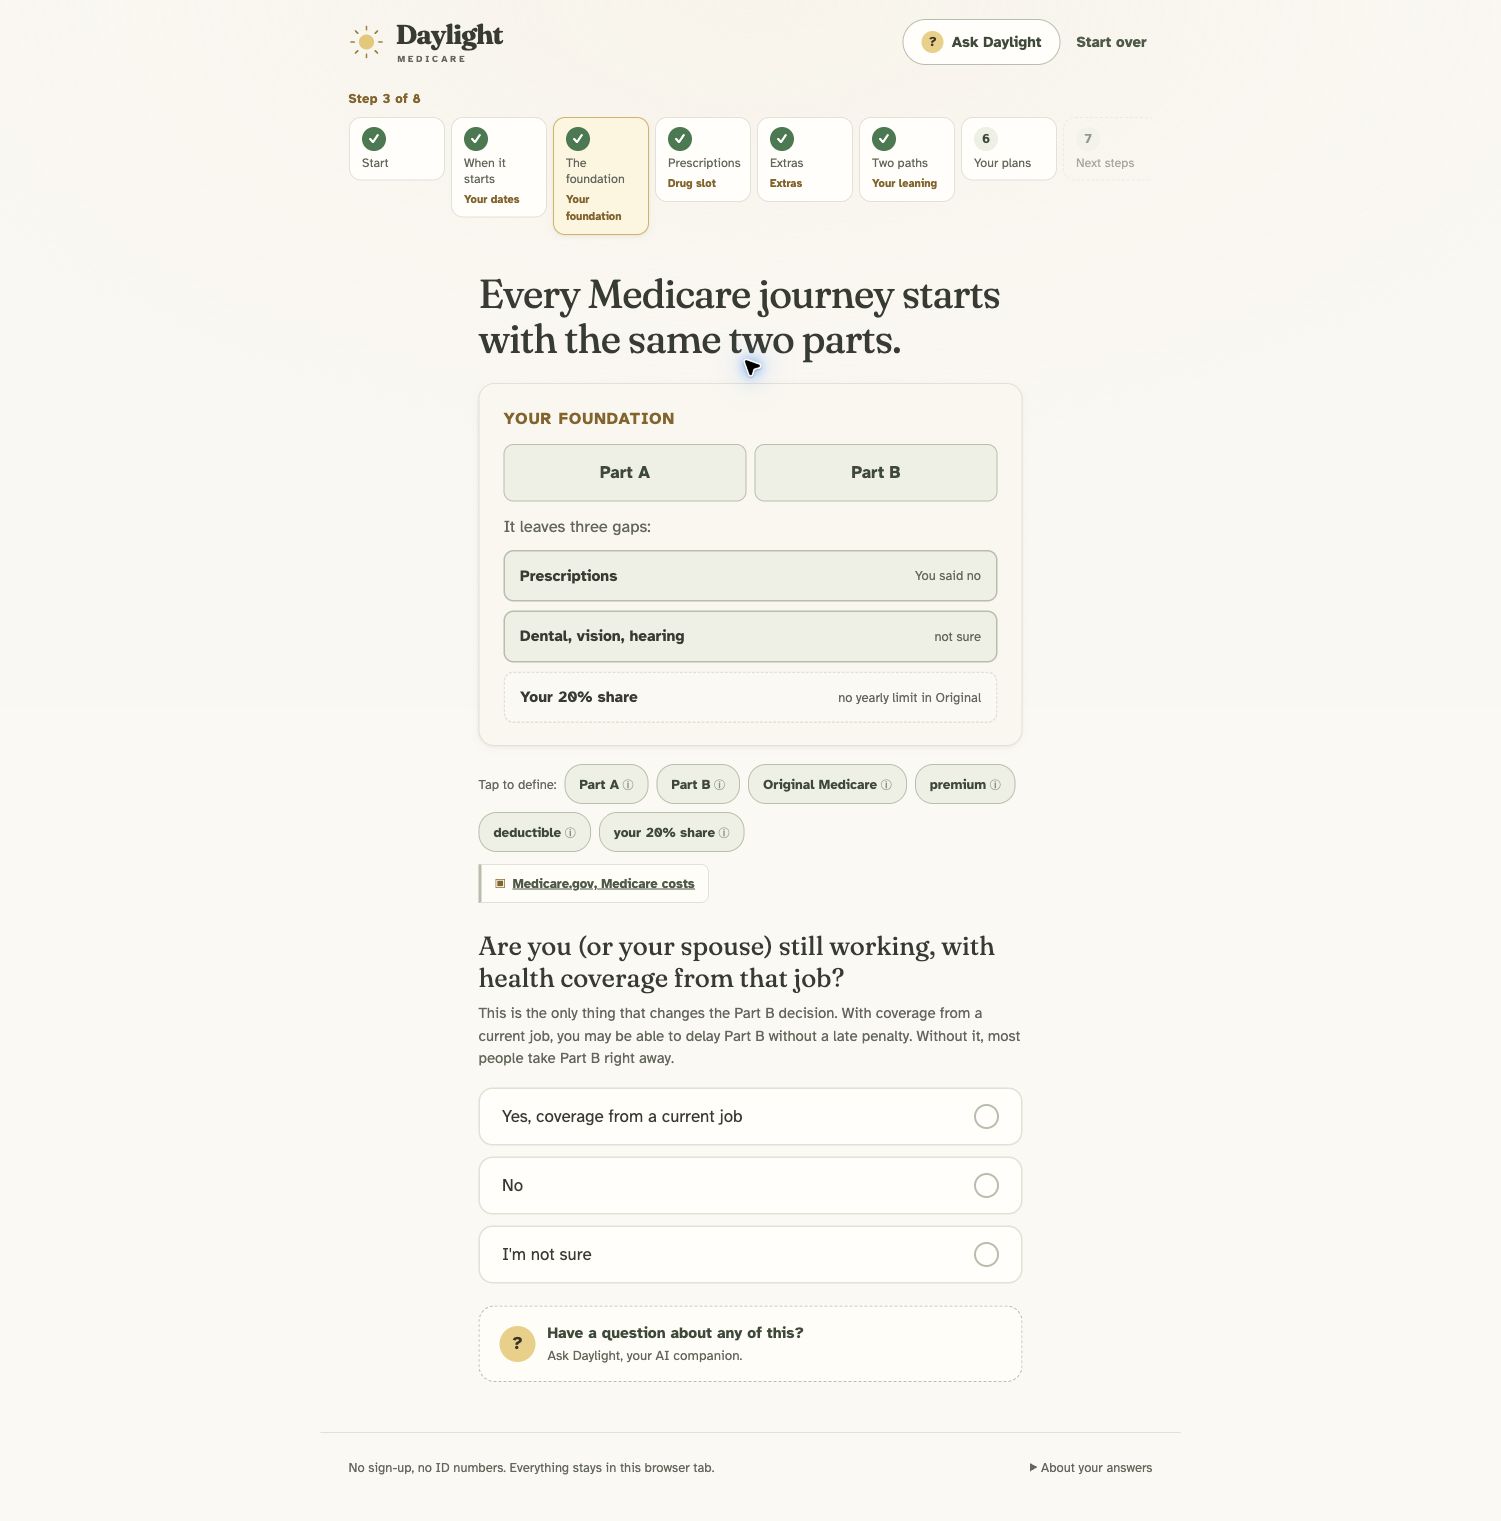 Daylight
MEDICARE
? Ask Daylight
Start over
Step 3 of 8
Start
When it
starts
Your dates
The
foundation
Your
foundation
Prescriptions
Drug slot
Extras
Extras
Two paths
Your leaning
6
Your plans
7
Next steps
Every Medicare journey starts
with the same two parts.
YOUR FOUNDATION
Part A
Part B
It leaves three gaps:
Prescriptions
You said no
Dental, vision, hearing
not sure
Your 20% share
no yearly limit in Original
Tap to define: Part A ⓘ Part B ⓘ Original Medicare ⓘ premium ⓘ
deductible ⓘ your 20% share ⓘ
▣ Medicare.gov, Medicare costs
Are you (or your spouse) still working, with
health coverage from that job?
This is the only thing that changes the Part B decision. With coverage from a
current job, you may be able to delay Part B without a late penalty. Without it, most
people take Part B right away.
Yes, coverage from a current job
No
I'm not sure
?
Have a question about any of this?
Ask Daylight, your AI companion.
No sign-up, no ID numbers. Everything stays in this browser tab.
▶ About your answers